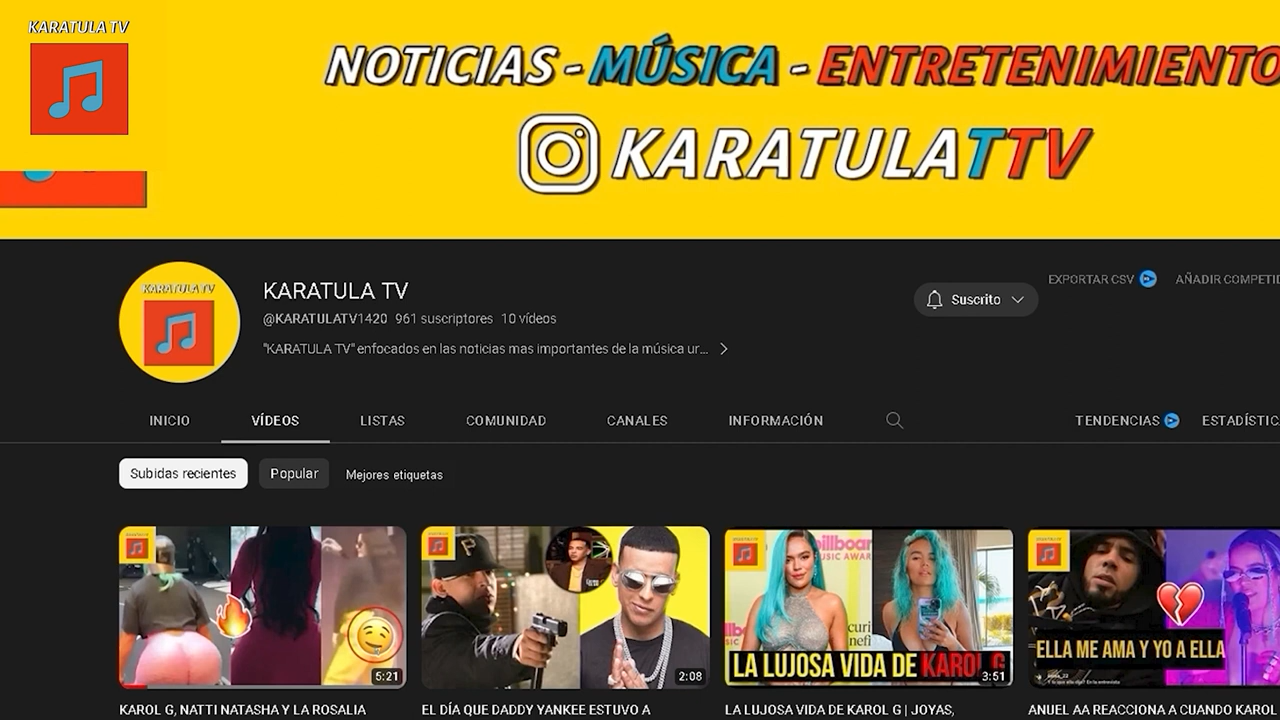 KARATULA TV
NOTICIAS - MÚSICA - ENTRETENIMIENTO
KARATULATTV
KARATULA TV
KARATULA TV
@KARATULATV1420 961 suscriptores 10 vídeos
"KARATULA TV" enfocados en las noticias mas importantes de la música ur...
Suscrito
EXPORTAR CSV
AÑADIR COMPETID
INICIO
VÍDEOS
LISTAS
COMUNIDAD
CANALES
INFORMACIÓN
TENDENCIAS
ESTADÍSTIC
Subidas recientes
Popular
Mejores etiquetas
5:21
2:08
billboar
USIC AWAR
LA LUJOSA VIDA DE KAROL G
3:51
ELLA ME AMA Y YO A ELLA
KAROL G, NATTI NATASHA Y LA ROSALIA
EL DÍA QUE DADDY YANKEE ESTUVO A
LA LUJOSA VIDA DE KAROL G | JOYAS,
ANUEL AA REACCIONA A CUANDO KAROL